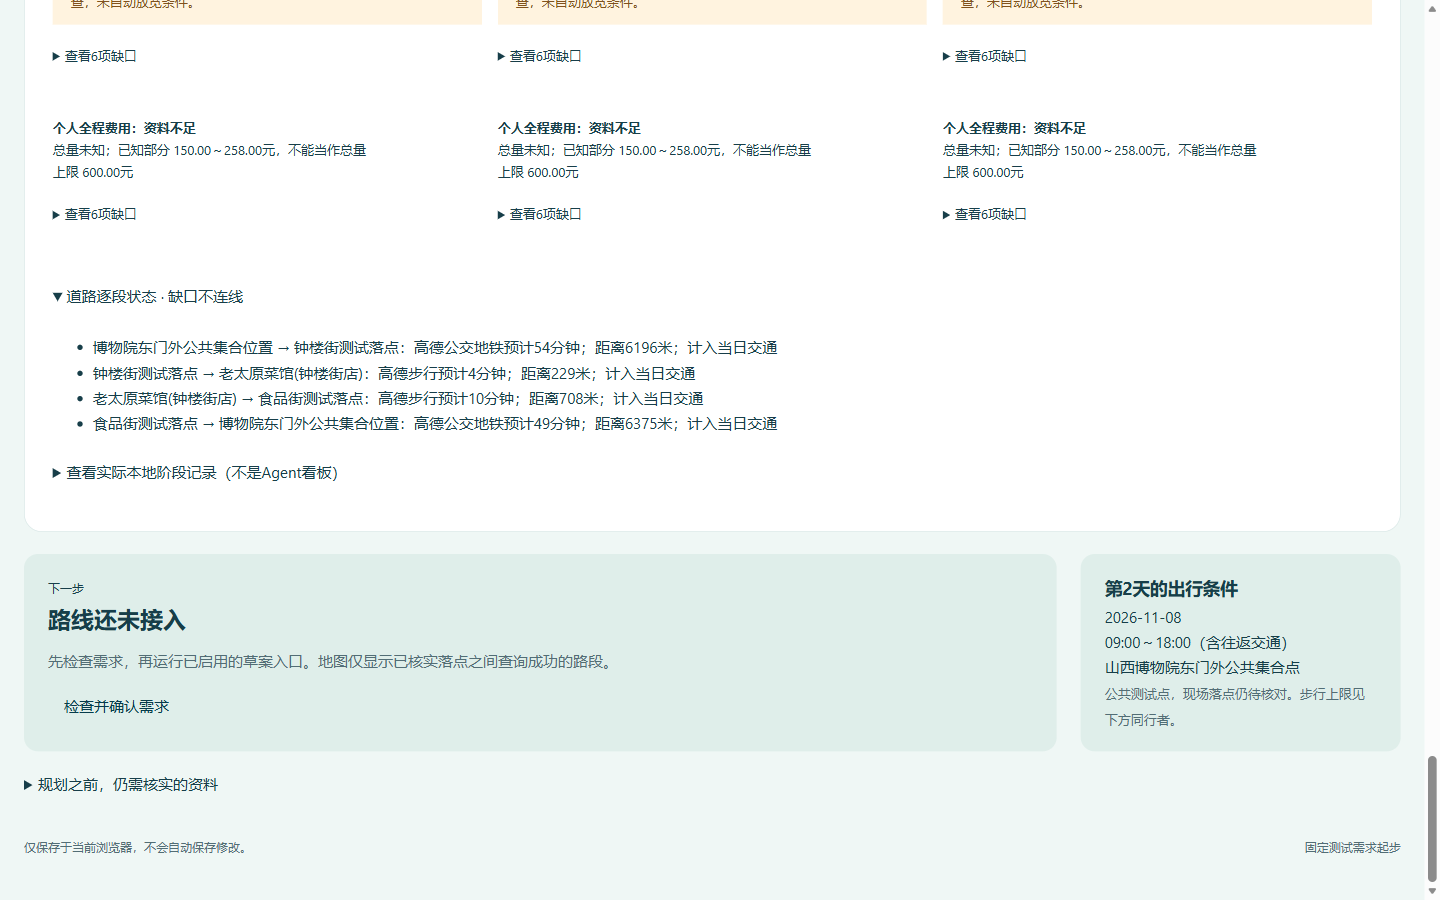 查，未自动放宽条件。
查，未自动放宽条件。
查，未自动放宽条件。
▶ 查看6项缺口
▶ 查看6项缺口
▶ 查看6项缺口
个人全程费用：资料不足
总量未知；已知部分 150.00～258.00元，不能当作总量
上限 600.00元
个人全程费用：资料不足
总量未知；已知部分 150.00～258.00元，不能当作总量
上限 600.00元
个人全程费用：资料不足
总量未知；已知部分 150.00～258.00元，不能当作总量
上限 600.00元
▶ 查看6项缺口
▶ 查看6项缺口
▶ 查看6项缺口
▼ 道路逐段状态 · 缺口不连线
• 博物院东门外公共集合位置 → 钟楼街测试落点：高德公交地铁预计54分钟；距离6196米；计入当日交通
• 钟楼街测试落点 → 老太原菜馆(钟楼街店)：高德步行预计4分钟；距离229米；计入当日交通
• 老太原菜馆(钟楼街店) → 食品街测试落点：高德步行预计10分钟；距离708米；计入当日交通
• 食品街测试落点 → 博物院东门外公共集合位置：高德公交地铁预计49分钟；距离6375米；计入当日交通
▶ 查看实际本地阶段记录（不是Agent看板）
下一步
路线还未接入
先检查需求，再运行已启用的草案入口。地图仅显示已核实落点之间查询成功的路段。
检查并确认需求
第2天的出行条件
2026-11-08
09:00～18:00（含往返交通）
山西博物院东门外公共集合点
公共测试点，现场落点仍待核对。步行上限见
下方同行者。
▶ 规划之前，仍需核实的资料
仅保存于当前浏览器，不会自动保存修改。
固定测试需求起步